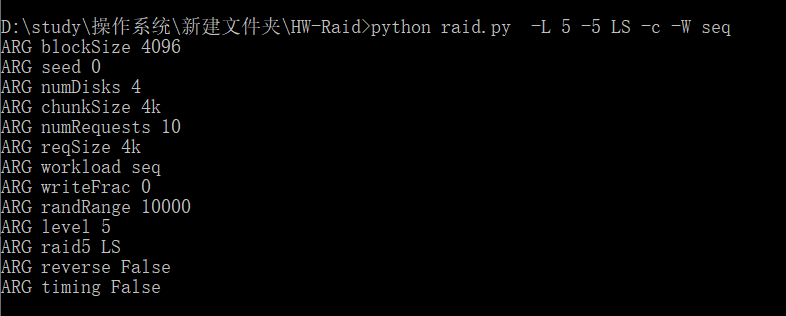 D:\study\操作系统\新建文件夹\HW-Raid>python raid.py  -L 5 -5 LS -c -W seq
ARG blockSize 4096
ARG seed 0
ARG numDisks 4
ARG chunkSize 4k
ARG numRequests 10
ARG reqSize 4k
ARG workload seq
ARG writeFrac 0
ARG randRange 10000
ARG level 5
ARG raid5 LS
ARG reverse False
ARG timing False